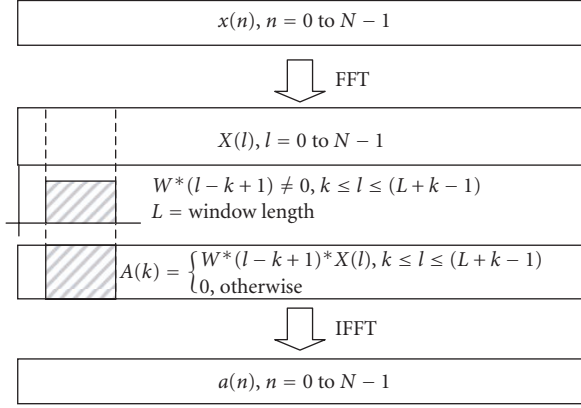 x(n), n = 0 to N − 1
FFT
X(l), l = 0 to N − 1
W*(l − k + 1) ≠ 0, k ≤ l ≤ (L + k − 1)
L = window length
A(k) = { W*(l − k + 1)* X(l), k ≤ l ≤ (L + k − 1)
0, otherwise
IFFT
a(n), n = 0 to N − 1